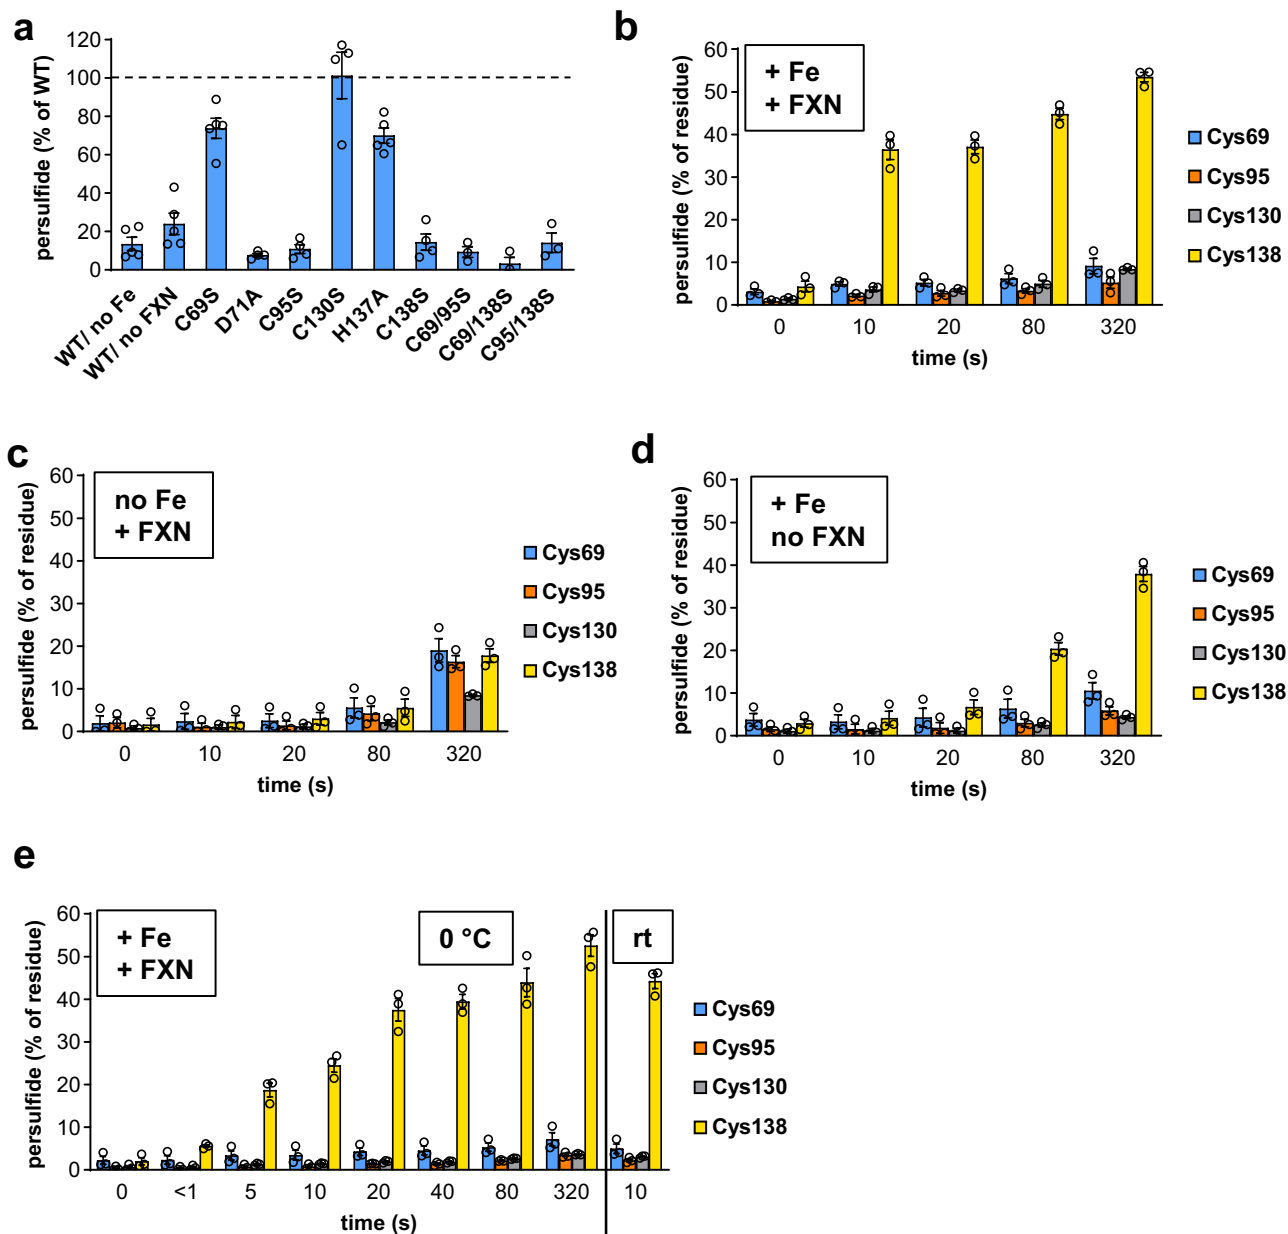 a
persulfide (% of WT)
120
100
80
60
40
20
0
WT/ no Fe
WT/ no FXN
C69S
D71A
C95S
C130S
H137A
C138S
C69/95S
C69/138S
C95/138S
b
persulfide (% of residue)
60
50
40
30
20
10
0
+ Fe
+ FXN
0 10 20 80 320
time (s)
Cys69
Cys95
Cys130
Cys138
c
persulfide (% of residue)
60
50
40
30
20
10
0
no Fe
+ FXN
0 10 20 80 320
time (s)
Cys69
Cys95
Cys130
Cys138
d
persulfide (% of residue)
60
50
40
30
20
10
0
+ Fe
no FXN
0 10 20 80 320
time (s)
Cys69
Cys95
Cys130
Cys138
e
persulfide (% of residue)
60
50
40
30
20
10
0
+ Fe
+ FXN
0 °C
rt
0 <1 5 10 20 40 80 320 10
time (s)
Cys69
Cys95
Cys130
Cys138